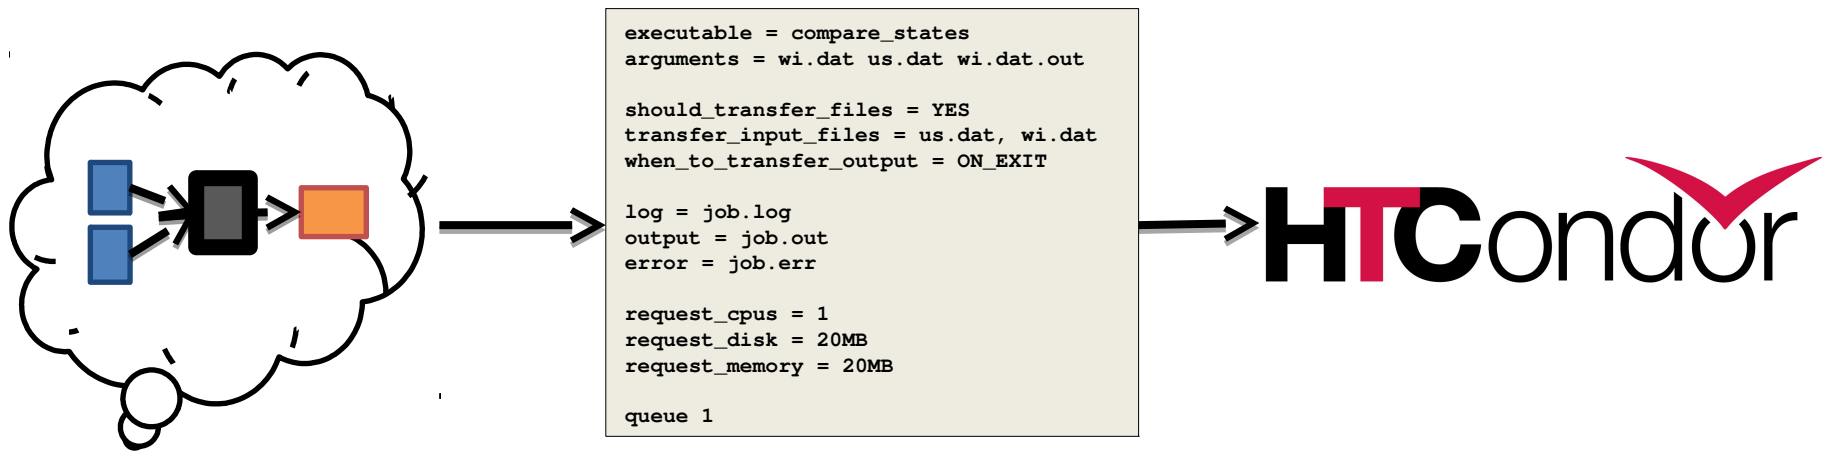 executable = compare_states
arguments = wi.dat us.dat wi.dat.out
should_transfer_files = YES
transfer_input_files = us.dat, wi.dat
when_to_transfer_output = ON_EXIT
log = job.log
output = job.out
error = job.err
request_cpus = 1
request_disk = 20MB
request_memory = 20MB
queue 1
HTCondor